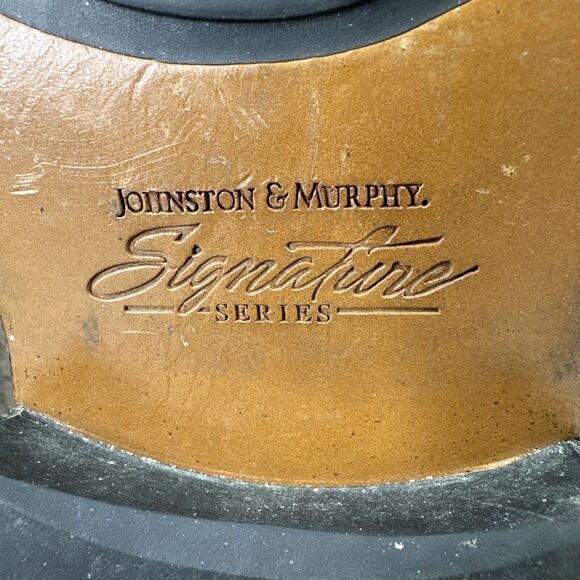 JOHNSTON & MURPHY.
Signature
SERIES